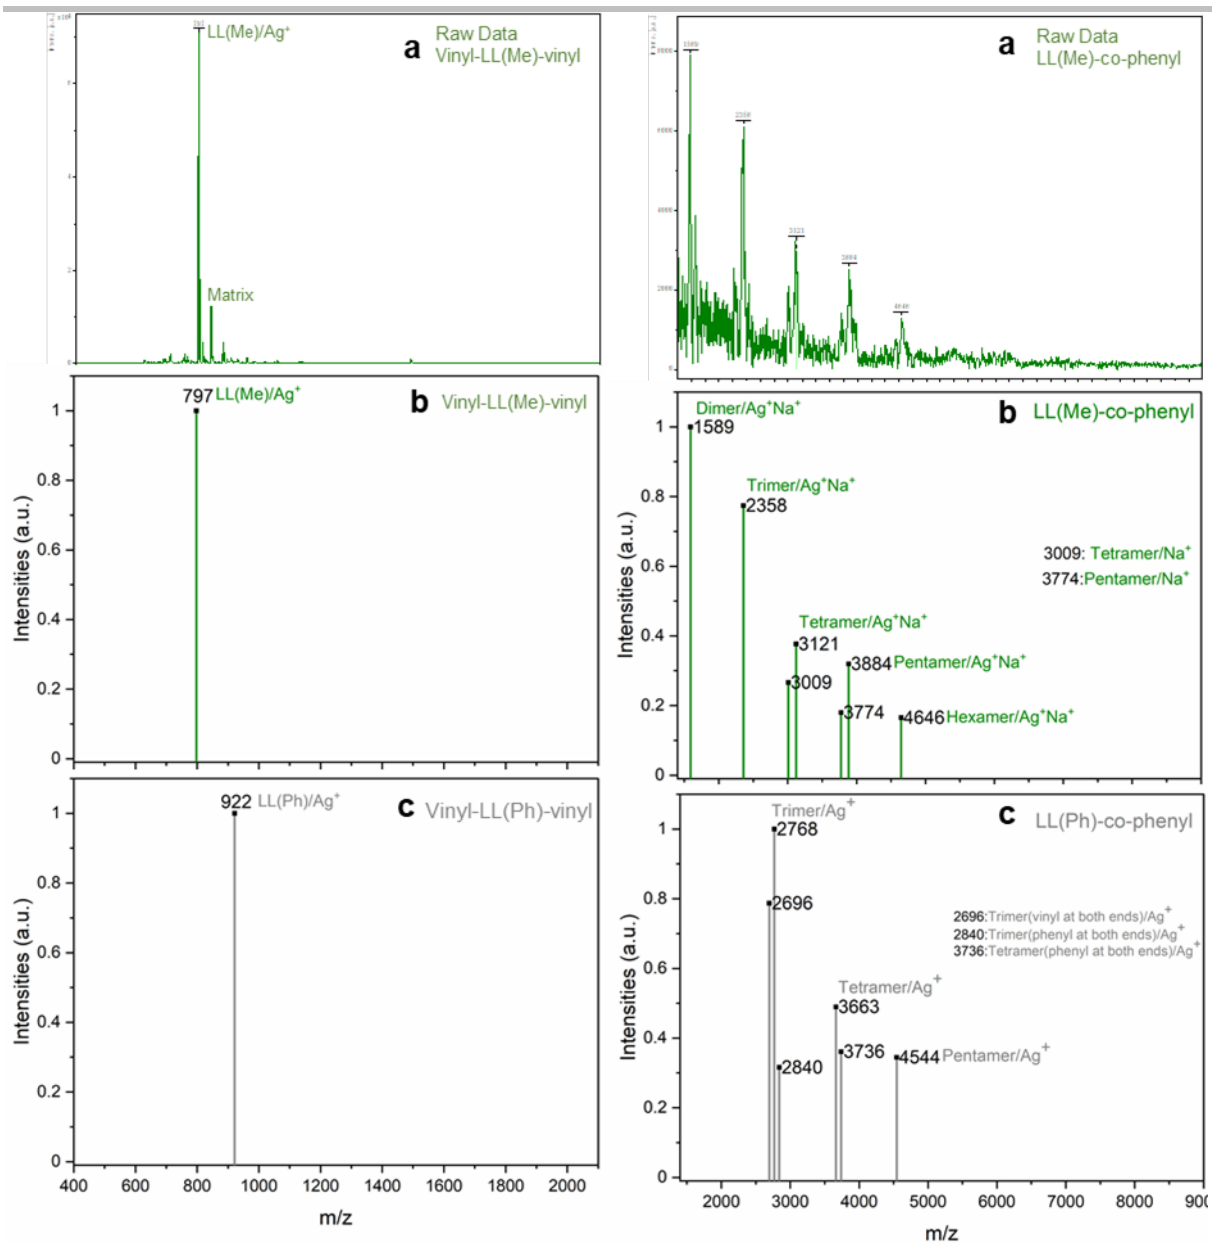 LL(Me)/Ag⁺
a
Raw Data
Vinyl-LL(Me)-vinyl
Matrix
797 LL(Me)/Ag⁺
b
Vinyl-LL(Me)-vinyl
Intensities (a.u.)
1
0.8
0.6
0.4
0.2
0
922 LL(Ph)/Ag⁺
c
Vinyl-LL(Ph)-vinyl
Intensities (a.u.)
1
0.8
0.6
0.4
0.2
0
400 600 800 1000 1200 1400 1600 1800 2000
m/z
a
Raw Data
LL(Me)-co-phenyl
1589
2358
3121
3884
4646
8000
6000
4000
2000
0
Dimer/Ag⁺Na⁺
1589
b
LL(Me)-co-phenyl
Trimer/Ag⁺Na⁺
2358
3009: Tetramer/Na⁺
3774:Pentamer/Na⁺
Tetramer/Ag⁺Na⁺
3121
3884 Pentamer/Ag⁺Na⁺
3009
3774
4646 Hexamer/Ag⁺Na⁺
Intensities (a.u.)
1
0.8
0.6
0.4
0.2
0
Trimer/Ag⁺
2768
c
LL(Ph)-co-phenyl
2696
2696:Trimer(vinyl at both ends)/Ag⁺
2840:Trimer(phenyl at both ends)/Ag⁺
3736:Tetramer(phenyl at both ends)/Ag⁺
Tetramer/Ag⁺
3663
3736
4544 Pentamer/Ag⁺
2840
Intensities (a.u.)
1
0.8
0.6
0.4
0.2
0
2000 3000 4000 5000 6000 7000 8000
m/z